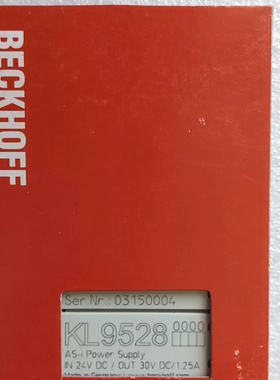 BECKHOFF
Ser.Nr.: 03150004
KL9528 0000
AS-i Power Supply
IN 24V DC / OUT 30V DC/1.25A